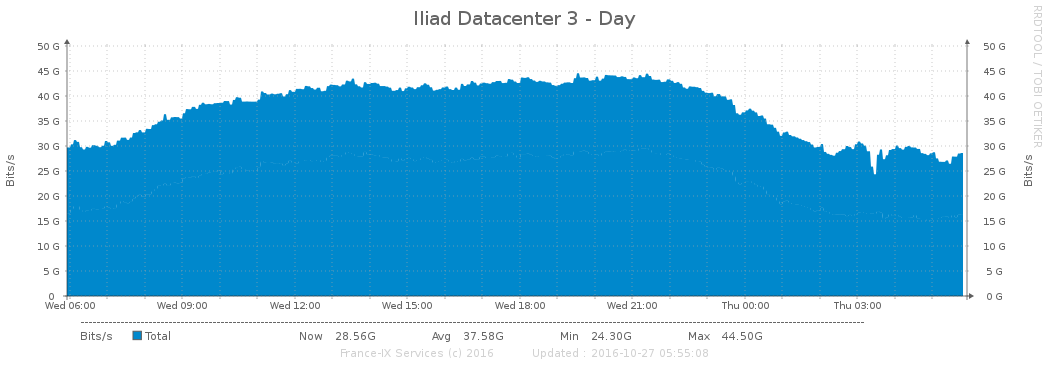 Iliad Datacenter 3 - Day
RRDTOOL / TOBI OETIKER
50 G 50 G
45 G 45 G
40 G 40 G
35 G 35 G
30 G 30 G
25 G 25 G
20 G 20 G
15 G 15 G
10 G 10 G
5 G 5 G
0 0 G
Bits/s Bits/s
Wed 06:00 Wed 09:00 Wed 12:00 Wed 15:00 Wed 18:00 Wed 21:00 Thu 00:00 Thu 03:00
Bits/s Total Now 28.56G Avg 37.58G Min 24.30G Max 44.50G
France-IX Services (c) 2016 Updated : 2016-10-27 05:55:08